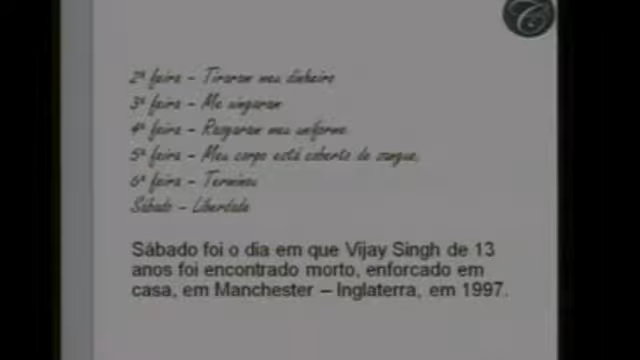 2ª feira – Tiraram meu dinheiro
3ª feira – Me xingaram
4ª feira – Rasgaram meu uniforme
5ª feira – Meu corpo está coberto de sangue,
6ª feira – Terminou
Sábado – Liberdade
Sábado foi o dia em que Vijay Singh de 13
anos foi encontrado morto, enforcado em
casa, em Manchester – Inglaterra, em 1997.